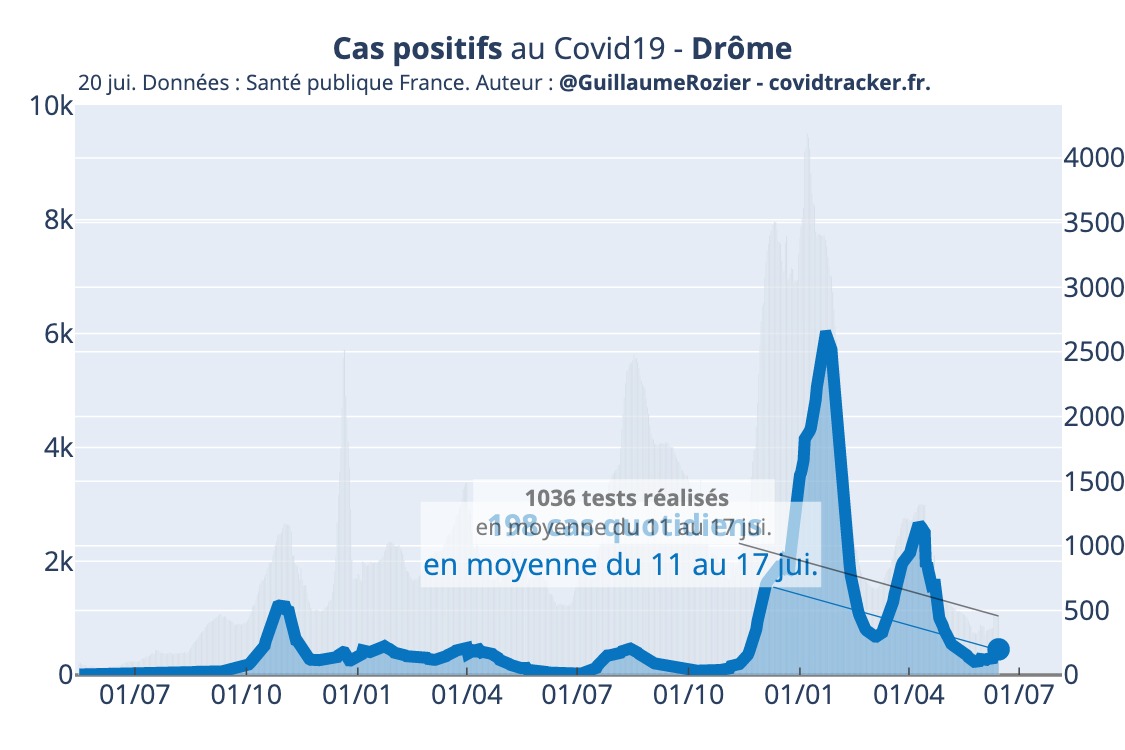 Cas positifs au Covid19 - Drôme
20 jui. Données : Santé publique France. Auteur : @GuillaumeRozier - covidtracker.fr.
10k
8k
6k
4k
2k
0
4000
3500
3000
2500
2000
1500
1000
500
0
1036 tests réalisés
en moyenne du 11 au 17 jui.
198 cas quotidiens
en moyenne du 11 au 17 jui.
01/07 01/10 01/01 01/04 01/07 01/10 01/01 01/04 01/07